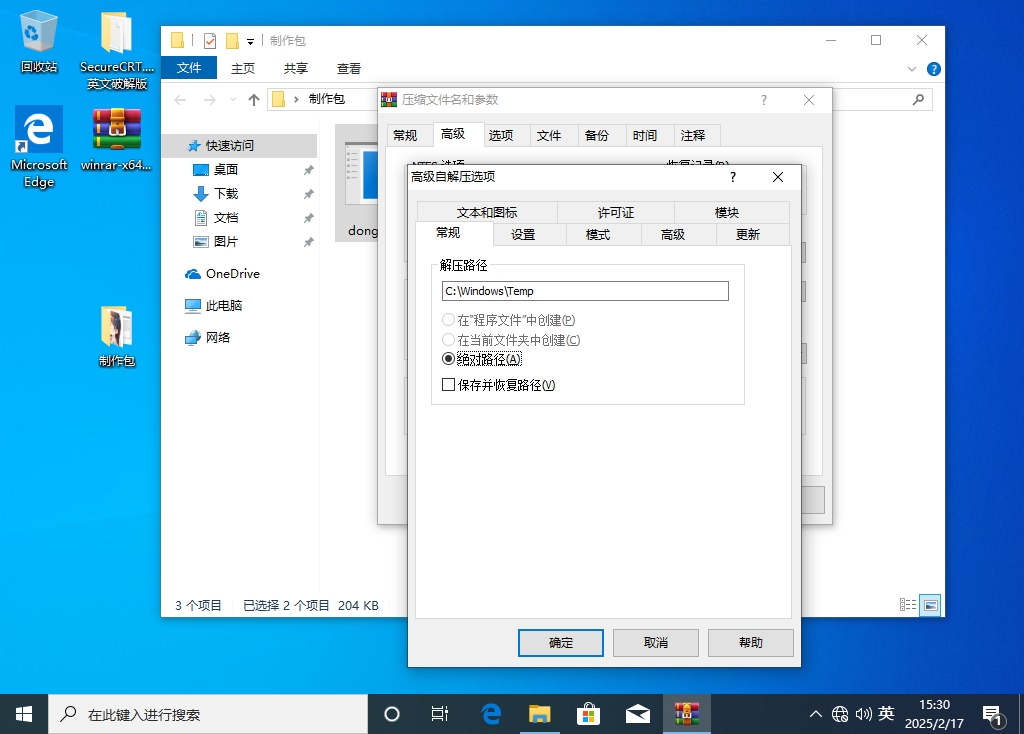 回收站
SecureCRT....
英文破解版
Microsoft
Edge
winrar-x64...
制作包
制作包
文件
主页
共享
查看
制作包
快速访问
桌面
下载
文档
图片
OneDrive
此电脑
网络
dong
3 个项目
已选择 2 个项目 204 KB
压缩文件名和参数
?
常规
高级
选项
文件
备份
时间
注释
NTFS 选项
恢复记录(R)
高级自解压选项
?
文本和图标
许可证
模块
常规
设置
模式
高级
更新
解压路径
C:\Windows\Temp
在“程序文件”中创建(P)
在当前文件夹中创建(C)
绝对路径(A)
保存并恢复路径(V)
确定
取消
帮助
在此键入进行搜索
英
15:30
2025/2/17
1